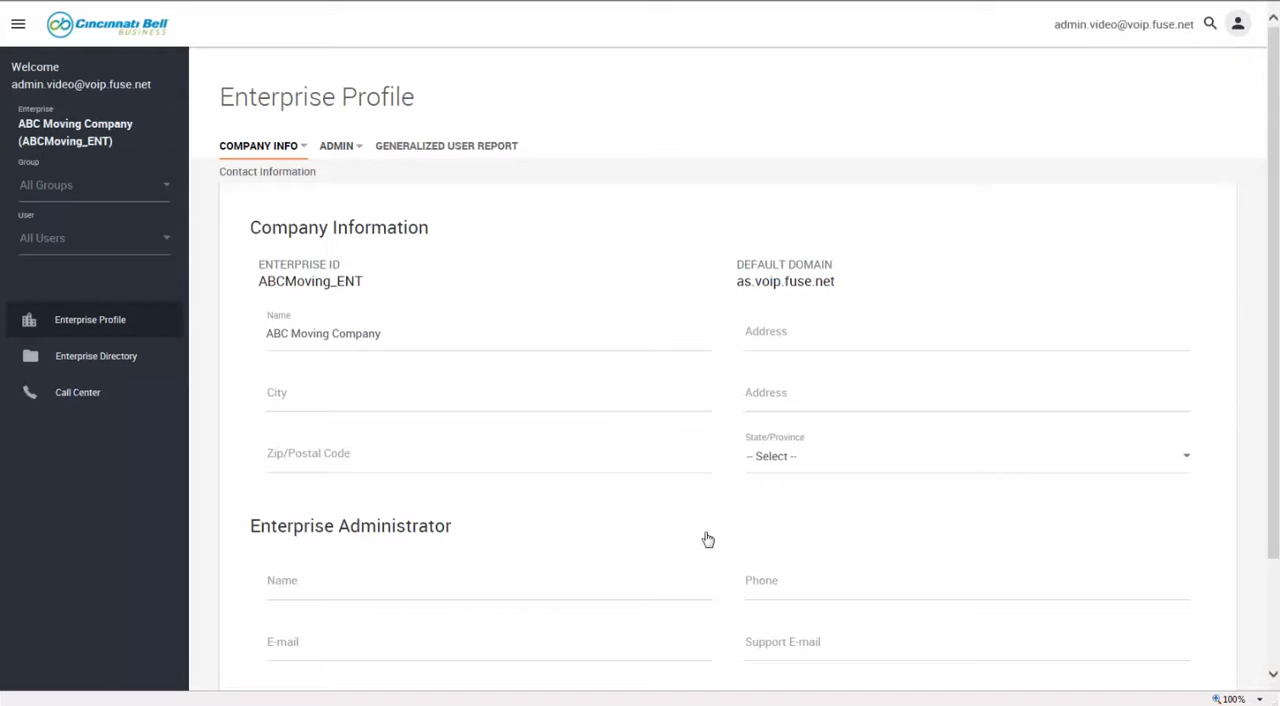 Cincinnati Bell
BUSINESS
admin.video@voip.fuse.net
Welcome
admin.video@voip.fuse.net
Enterprise
ABC Moving Company
(ABCMoving_ENT)
Group
All Groups
User
All Users
Enterprise Profile
Enterprise Directory
Call Center
Enterprise Profile
COMPANY INFO
ADMIN
GENERALIZED USER REPORT
Contact Information
Company Information
ENTERPRISE ID
ABCMoving_ENT
DEFAULT DOMAIN
as.voip.fuse.net
Name
ABC Moving Company
Address
City
Address
Zip/Postal Code
State/Province
-- Select --
Enterprise Administrator
Name
Phone
E-mail
Support E-mail
100%